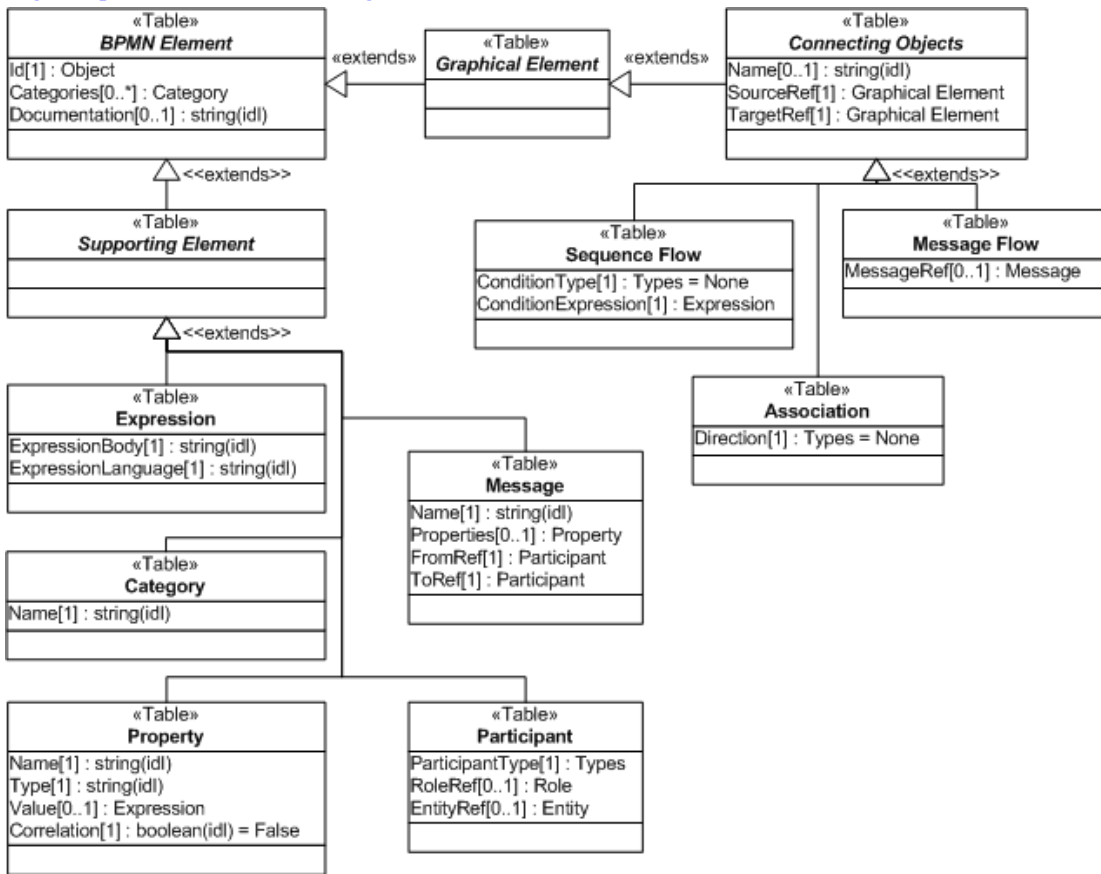 «Table»
BPMN Element
Id[1] : Object
Categories[0..*] : Category
Documentation[0..1] : string(idl)
«extends»
«Table»
Graphical Element
«extends»
«Table»
Connecting Objects
Name[0..1] : string(idl)
SourceRef[1] : Graphical Element
TargetRef[1] : Graphical Element
<<extends>>
<<extends>>
«Table»
Supporting Element
«Table»
Sequence Flow
ConditionType[1] : Types = None
ConditionExpression[1] : Expression
«Table»
Message Flow
MessageRef[0..1] : Message
<<extends>>
«Table»
Expression
ExpressionBody[1] : string(idl)
ExpressionLanguage[1] : string(idl)
«Table»
Association
Direction[1] : Types = None
«Table»
Message
Name[1] : string(idl)
Properties[0..1] : Property
FromRef[1] : Participant
ToRef[1] : Participant
«Table»
Category
Name[1] : string(idl)
«Table»
Property
Name[1] : string(idl)
Type[1] : string(idl)
Value[0..1] : Expression
Correlation[1] : boolean(idl) = False
«Table»
Participant
ParticipantType[1] : Types
RoleRef[0..1] : Role
EntityRef[0..1] : Entity